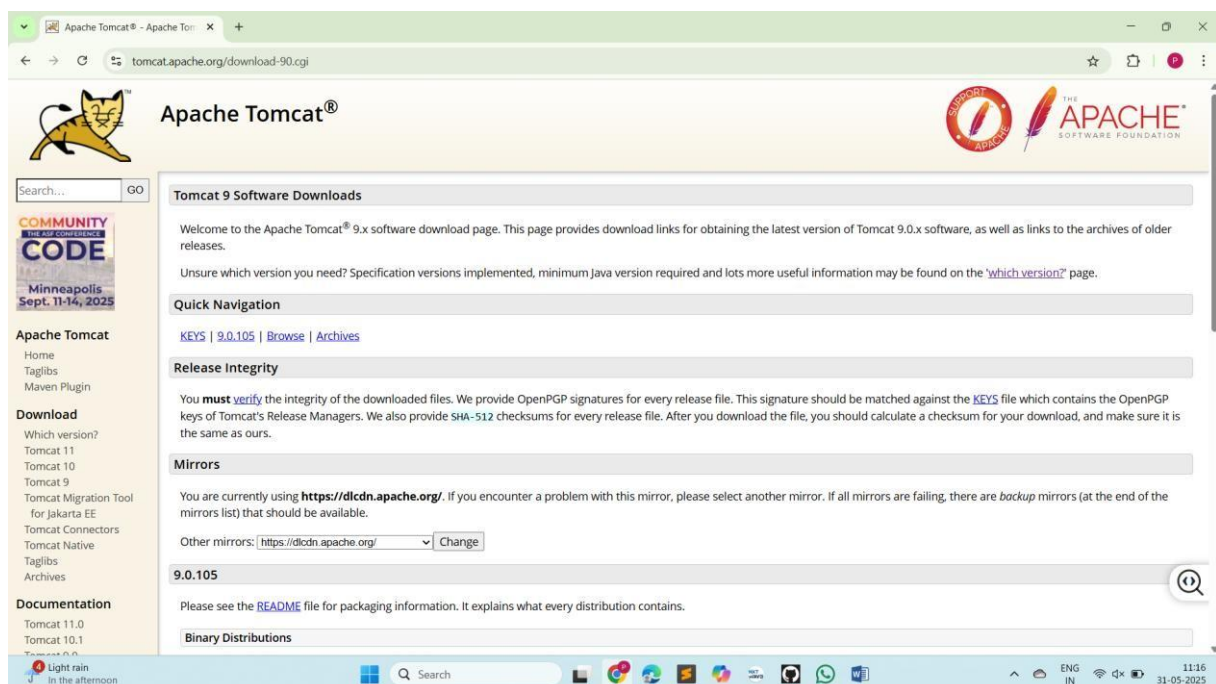 Apache Tomcat® - Apache Tom
tomcat.apache.org/download-90.cgi
P
TM
Apache Tomcat®
SUPPORT
APACHE
THE
APACHE®
SOFTWARE FOUNDATION
Search...
GO
COMMUNITY
THE ASF CONFERENCE
CODE
Minneapolis
Sept. 11-14, 2025
Apache Tomcat
Home
Taglibs
Maven Plugin
Download
Which version?
Tomcat 11
Tomcat 10
Tomcat 9
Tomcat Migration Tool
for Jakarta EE
Tomcat Connectors
Tomcat Native
Taglibs
Archives
Documentation
Tomcat 11.0
Tomcat 10.1
Tomcat 9.0
Tomcat 9 Software Downloads
Welcome to the Apache Tomcat® 9.x software download page. This page provides download links for obtaining the latest version of Tomcat 9.0.x software, as well as links to the archives of older
releases.
Unsure which version you need? Specification versions implemented, minimum Java version required and lots more useful information may be found on the 'which version?' page.
Quick Navigation
KEYS | 9.0.105 | Browse | Archives
Release Integrity
You must verify the integrity of the downloaded files. We provide OpenPGP signatures for every release file. This signature should be matched against the KEYS file which contains the OpenPGP
keys of Tomcat's Release Managers. We also provide SHA-512 checksums for every release file. After you download the file, you should calculate a checksum for your download, and make sure it is
the same as ours.
Mirrors
You are currently using https://dlcdn.apache.org/. If you encounter a problem with this mirror, please select another mirror. If all mirrors are failing, there are backup mirrors (at the end of the
mirrors list) that should be available.
Other mirrors: https://dlcdn.apache.org/ Change
9.0.105
Please see the README file for packaging information. It explains what every distribution contains.
Binary Distributions
4
Light rain
In the afternoon
Search
ENG
IN
11:16
31-05-2025